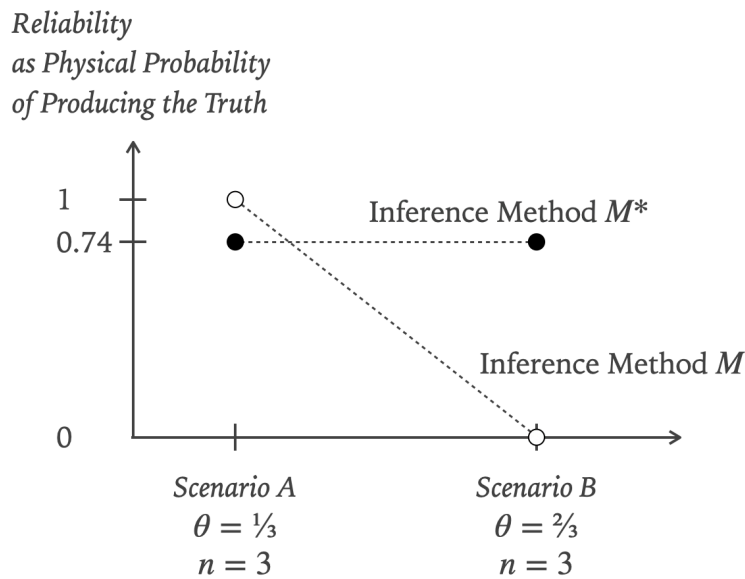 Reliability
as Physical Probability
of Producing the Truth
1
Inference Method M*
0.74
Inference Method M
0
Scenario A
θ = ⅓
n = 3
Scenario B
θ = ⅔
n = 3